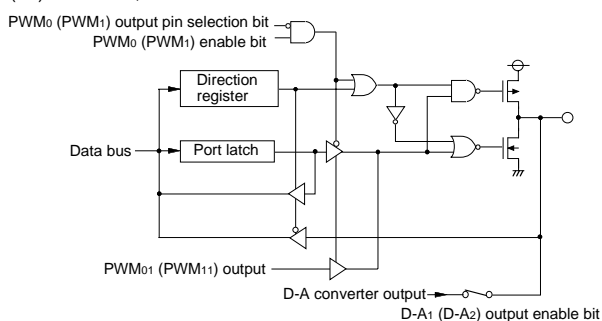 PWM0 (PWM1) output pin selection bit
PWM0 (PWM1) enable bit
Direction
register
Data bus
Port latch
PWM01 (PWM11) output
D-A converter output
D-A1 (D-A2) output enable bit